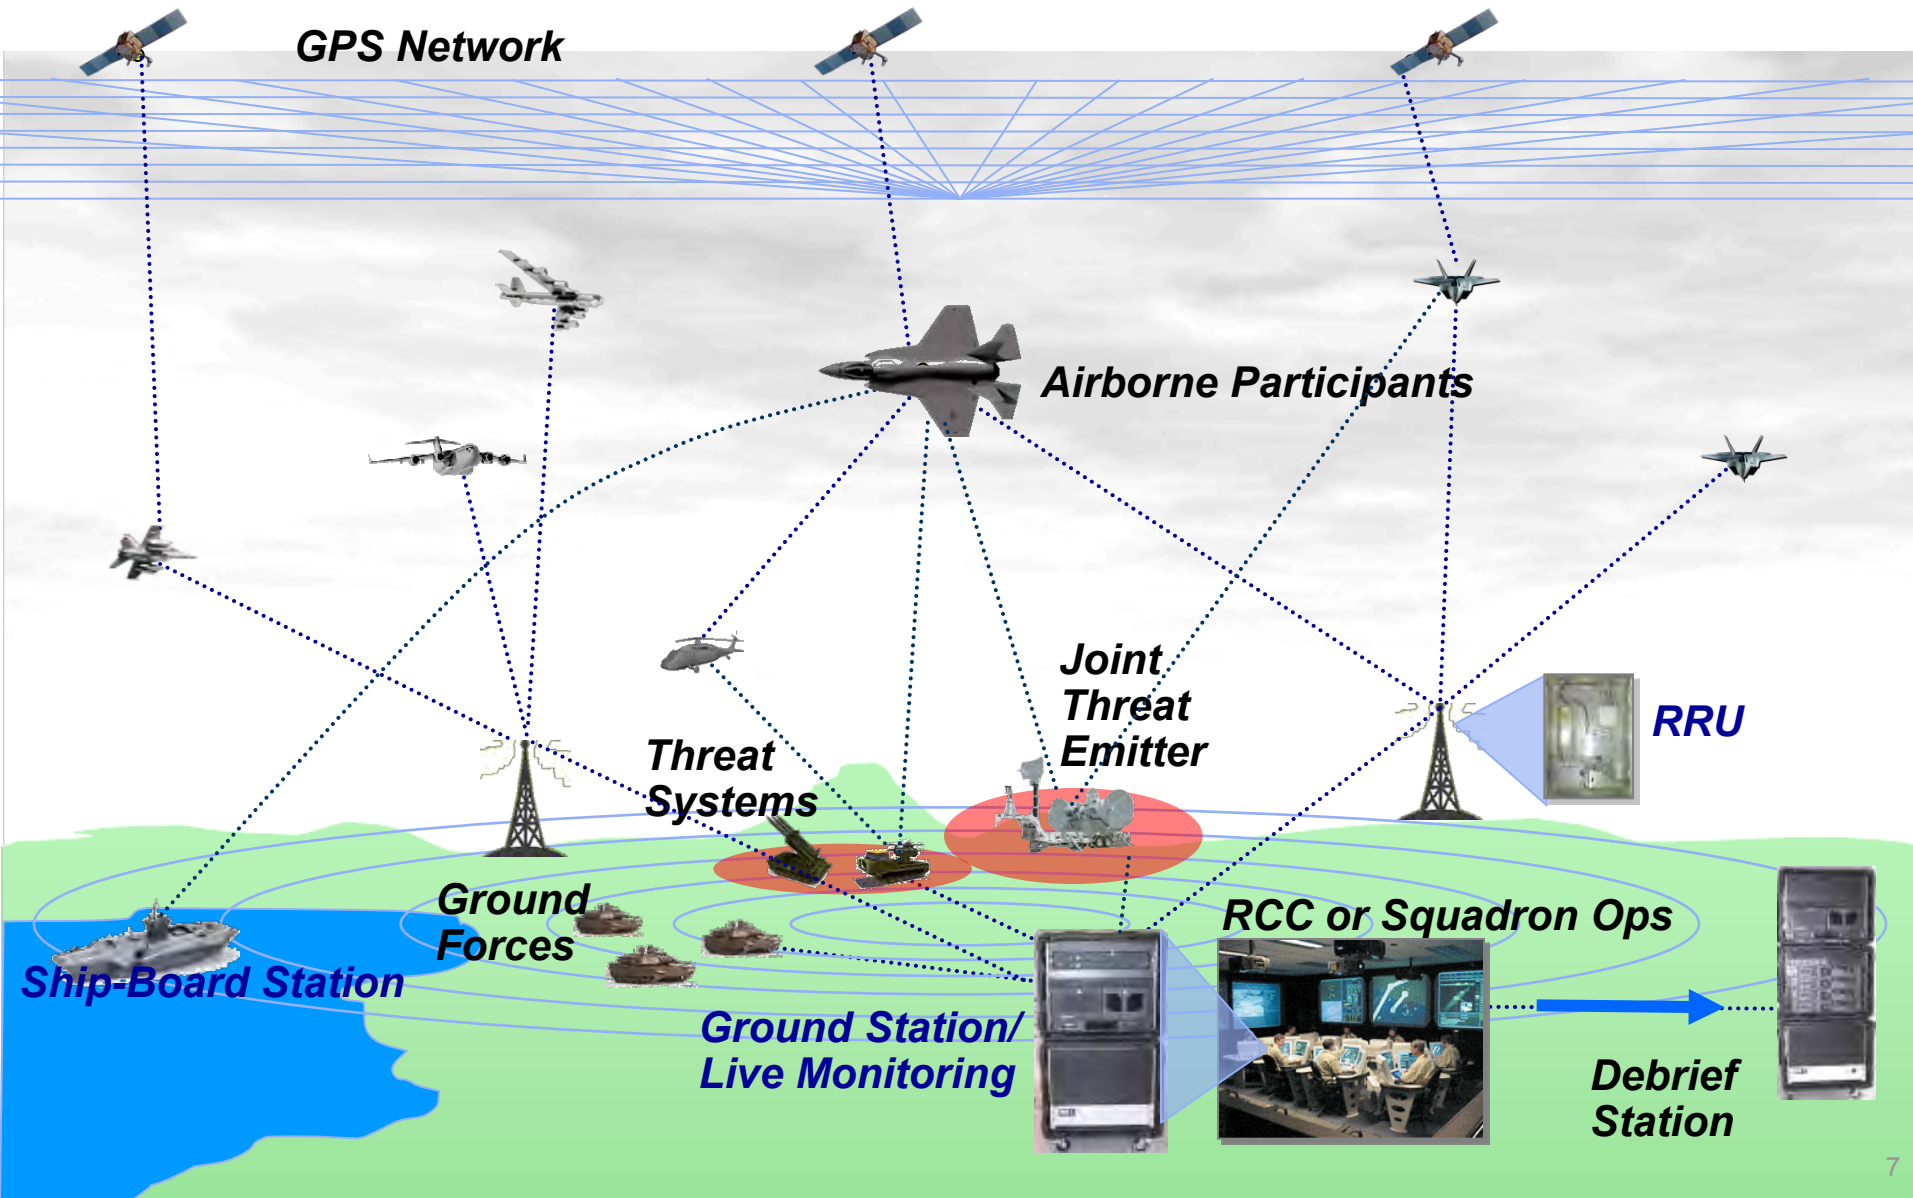 GPS Network
Airborne Participants
Joint
Threat
Emitter
RRU
Threat
Systems
Ground
Forces
RCC or Squadron Ops
Ship-Board Station
Ground Station/
Live Monitoring
Debrief
Station
7